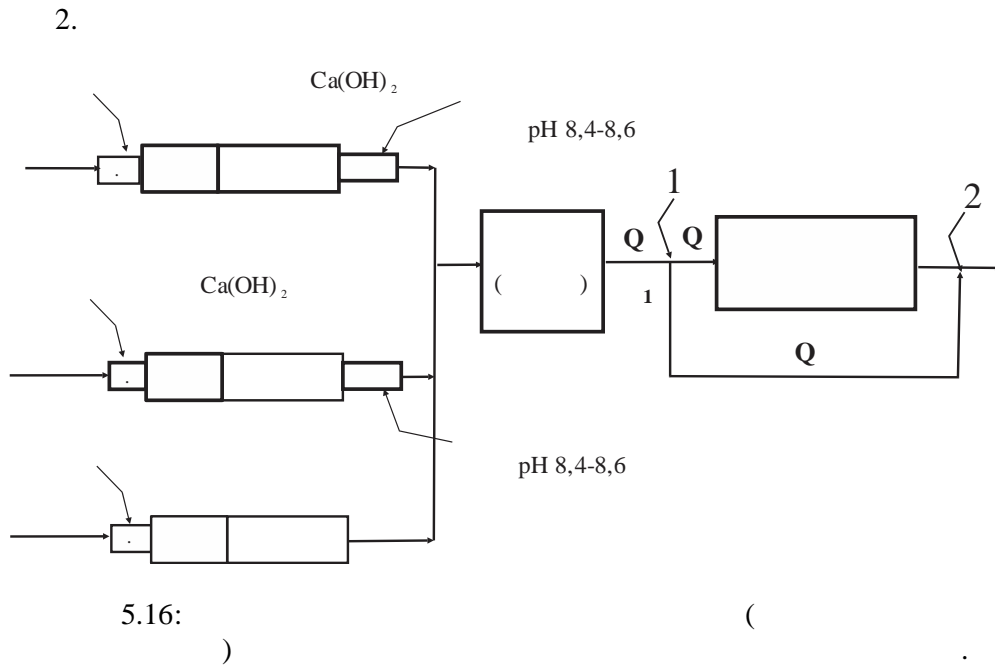 2.
Ca(OH)₂
pH 8,4-8,6
1
2
Q Q
Ca(OH)₂
( )
1
Q
pH 8,4-8,6
.
.
.
5.16: (
) .